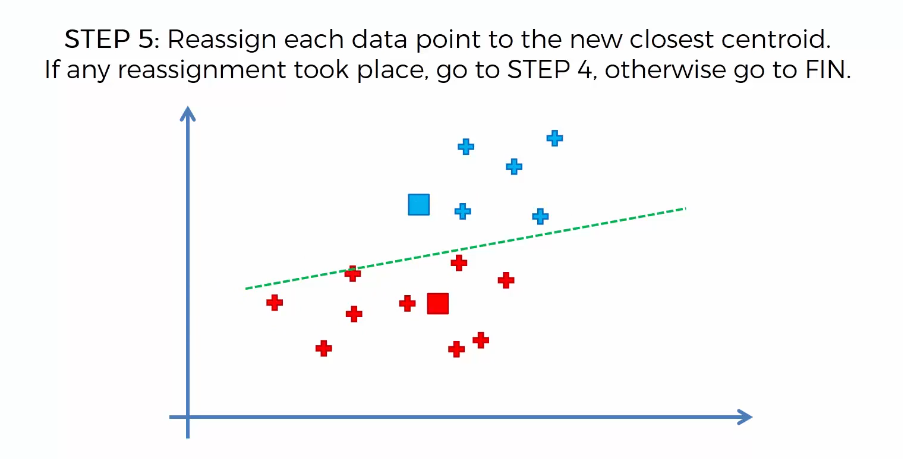 STEP 5: Reassign each data point to the new closest centroid.
If any reassignment took place, go to STEP 4, otherwise go to FIN.